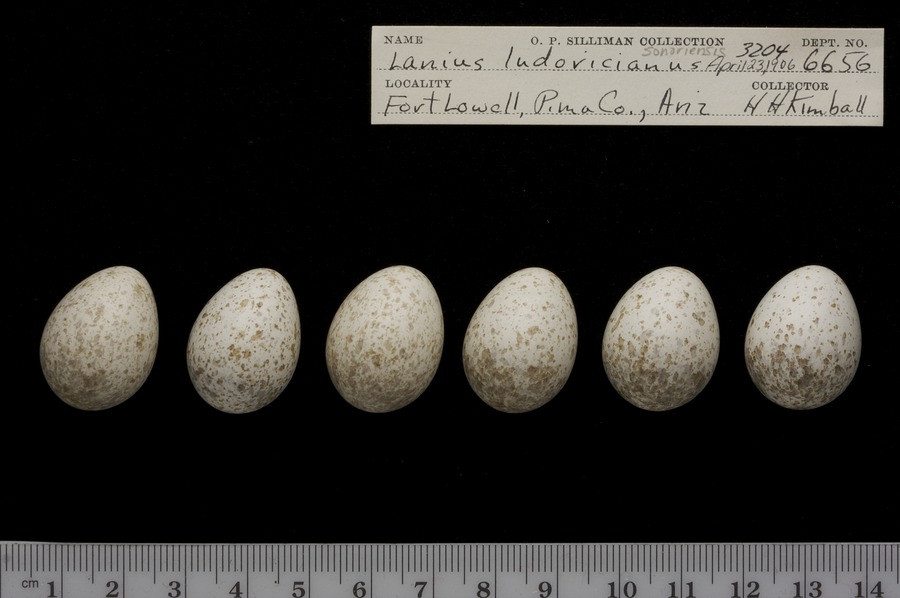 NAME O. P. SILLIMAN COLLECTION DEPT. NO.
sonoriensis 3204
Lanius ludovicianus April 23, 1906 6656
LOCALITY COLLECTOR
Fort Lowell, Pima Co., Ariz H H Kimball
cm 1 2 3 4 5 6 7 8 9 10 11 12 13 14